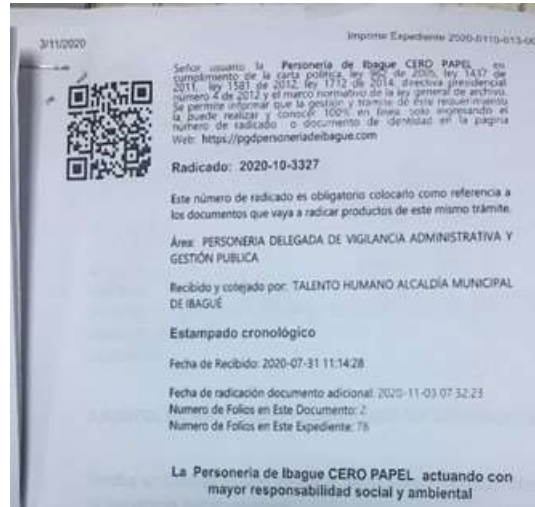 3/11/2020
Imprime Expediente 2020-0110-013-00
Señor usuario la Personería de Ibague CERO PAPEL en
cumplimiento de la carta política, ley 962 de 2005, ley 1437 de
2011, ley 1581 de 2012, ley 1712 de 2014, directiva presidencial
número 4 de 2012 y el marco normativo de la ley general de archivo.
Se permite informar que la gestión y trámite de éste requerimiento
la puede realizar y conocer 100% en línea solo ingresando el
número de radicado o documento de identidad en la página
Web: https://pgdpersoneriadeibague.com
Radicado: 2020-10-3327
Este número de radicado es obligatorio colocarlo como referencia a
los documentos que vaya a radicar productos de este mismo trámite.
Área: PERSONERIA DELEGADA DE VIGILANCIA ADMINISTRATIVA Y
GESTIÓN PUBLICA
Recibido y cotejado por: TALENTO HUMANO ALCALDÍA MUNICIPAL
DE IBAGUÉ
Estampado cronológico
Fecha de Recibido: 2020-07-31 11:14:28
Fecha de radicación documento adicional: 2020-11-03 07:32:23
Numero de Folios en Este Documento: 2
Numero de Folios en Este Expediente: 78
La Personeria de Ibague CERO PAPEL actuando con
mayor responsabilidad social y ambiental